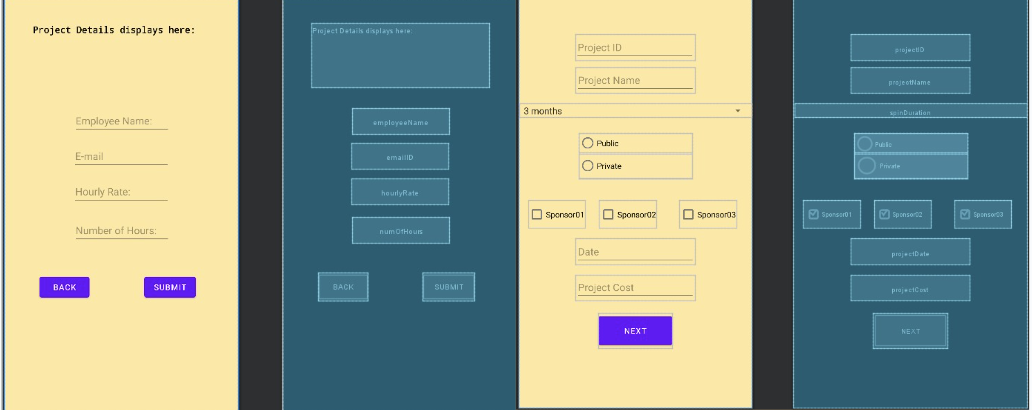 Project Details displays here:
Employee Name:
E-mail
Hourly Rate:
Number of Hours:
BACK SUBMIT
Project Details displays here:
employeeName
emailID
hourlyRate
numOfHours
BACK SUBMIT
Project ID
Project Name
3 months
Public
Private
Sponsor01 Sponsor02 Sponsor03
Date
Project Cost
NEXT
projectID
projectName
spinDuration
Public
Private
Sponsor01 Sponsor02 Sponsor03
projectDate
projectCost
NEXT